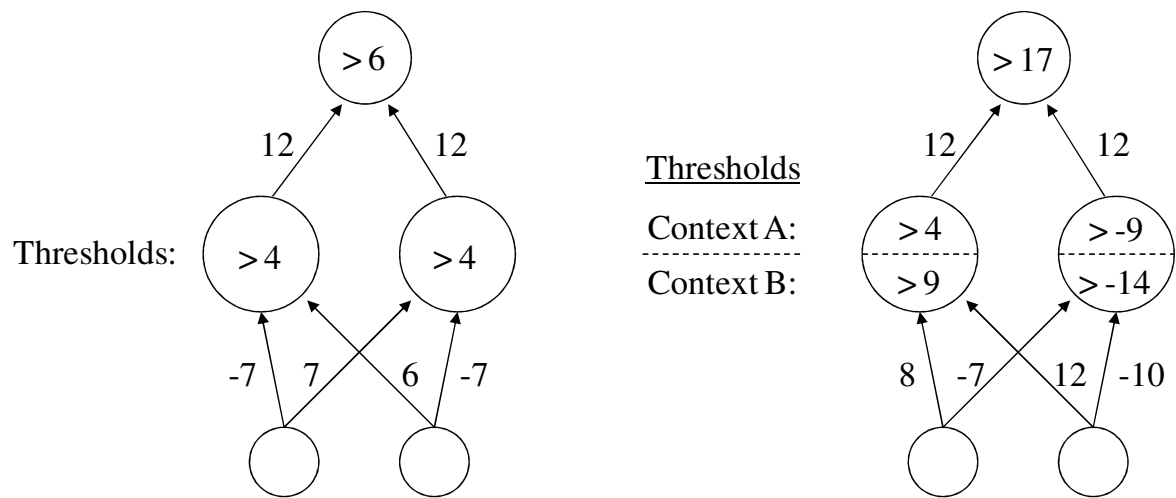 > 6
12 12
Thresholds: > 4 > 4
-7 7 6 -7
> 17
12 12
Thresholds
Context A: > 4 > -9
Context B: > 9 > -14
8 -7 12 -10